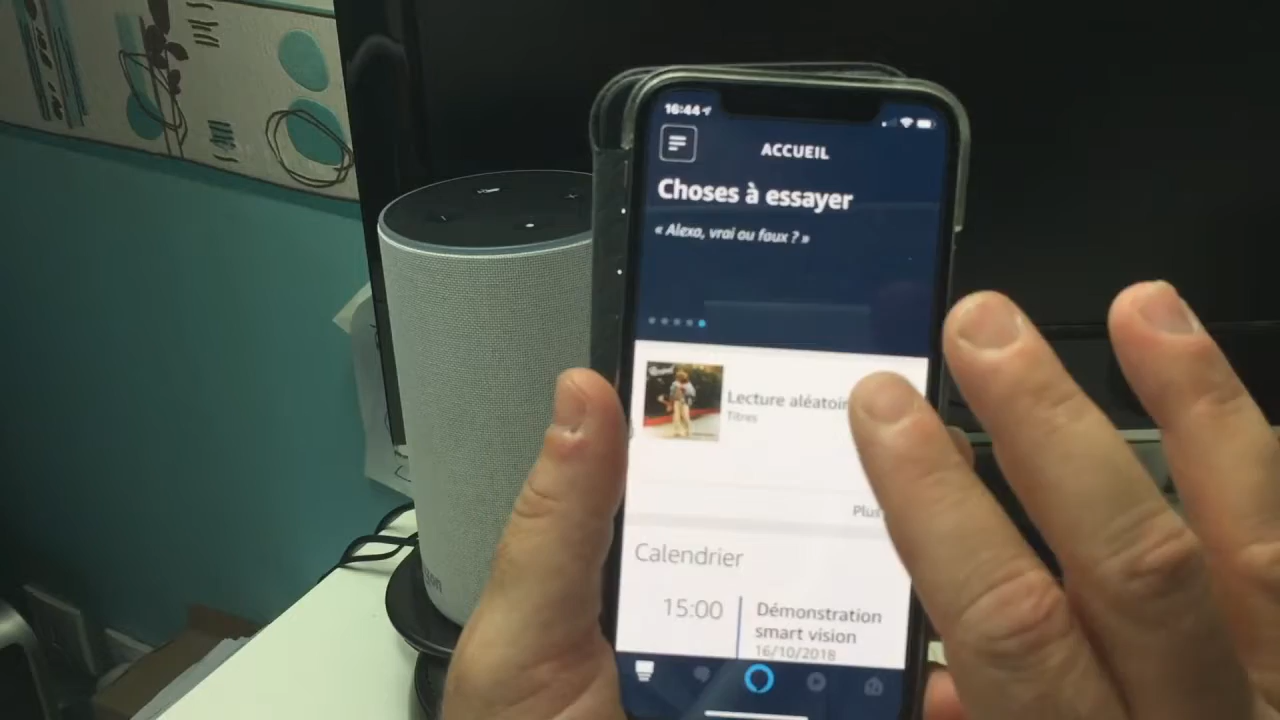 16:44
ACCUEIL
Choses à essayer
« Alexa, vrai ou faux ? »
Lecture aléatoir
Titres
Plus
Calendrier
15:00
Démonstration
smart vision
16/10/2018